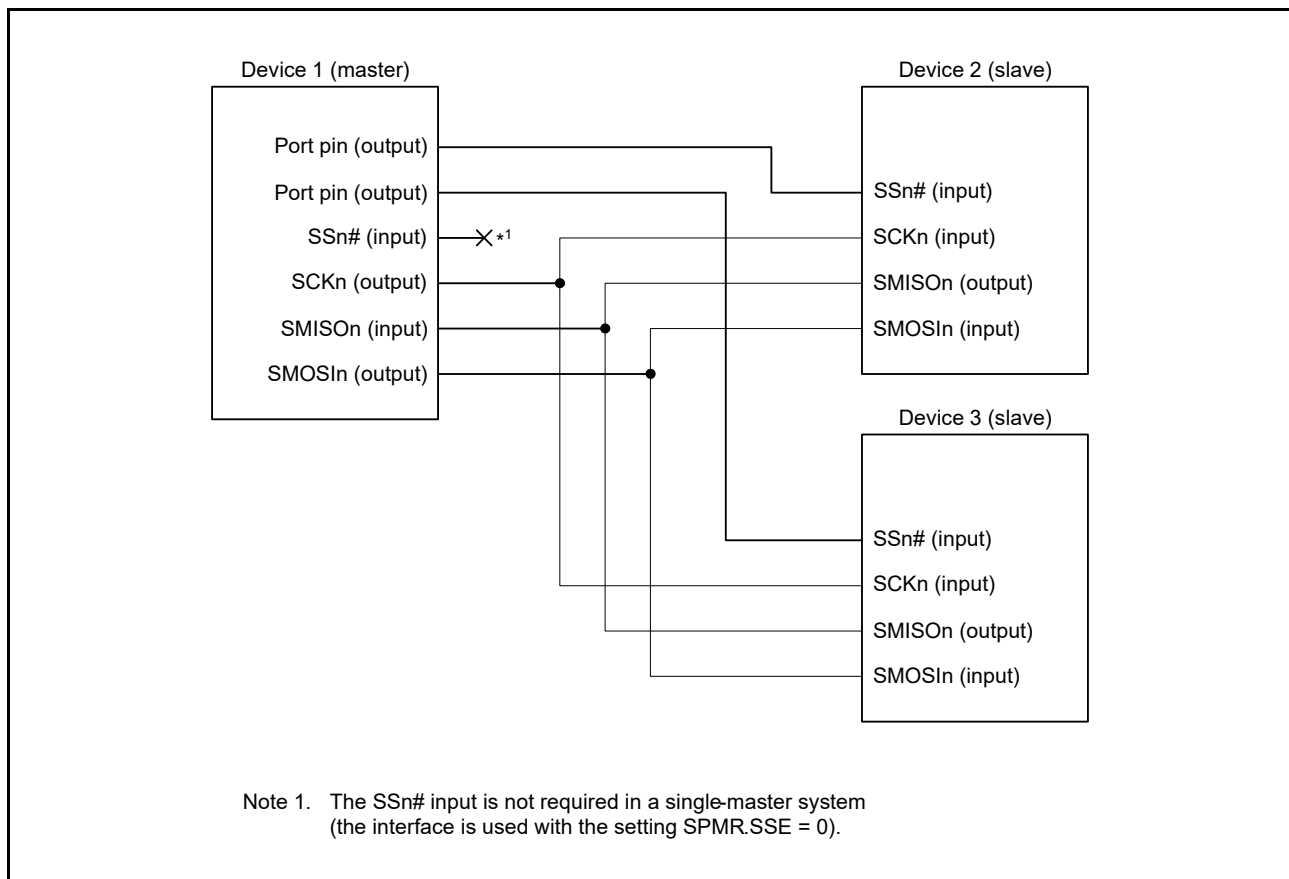 Device 1 (master)
Port pin (output)
Port pin (output)
SSn# (input)
*1
SCKn (output)
SMISOn (input)
SMOSIn (output)
Device 2 (slave)
SSn# (input)
SCKn (input)
SMISOn (output)
SMOSIn (input)
Device 3 (slave)
SSn# (input)
SCKn (input)
SMISOn (output)
SMOSIn (input)
Note 1. The SSn# input is not required in a single-master system
(the interface is used with the setting SPMR.SSE = 0).